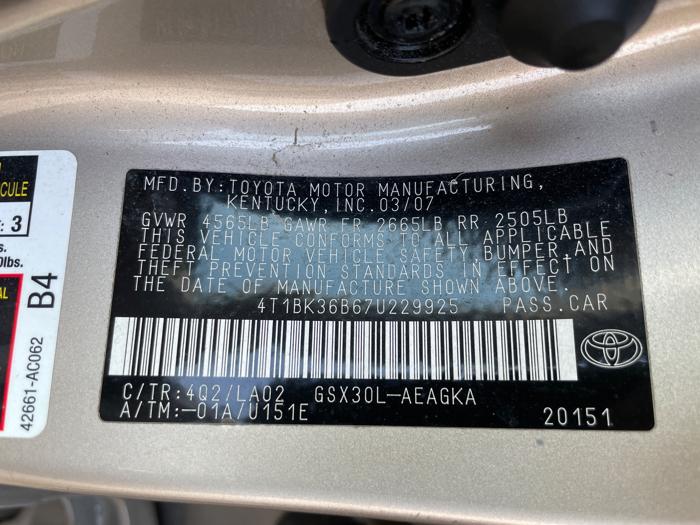 CULE
: 3
s.
0lbs.
AL
B4
42661-AC062
MFD.BY:TOYOTA MOTOR MANUFACTURING,
KENTUCKY, INC.03/07
GVWR 4565LB GAWR FR 2665LB RR 2505LB
THIS VEHICLE CONFORMS TO ALL APPLICABLE
FEDERAL MOTOR VEHICLE SAFETY, BUMPER,AND
THEFT PREVENTION STANDARDS IN EFFECT ON
THE DATE OF MANUFACTURE SHOWN ABOVE.
4T1BK36B67U229925 PASS.CAR
C/TR:4Q2/LA02 GSX30L-AEAGKA
A/TM:-01A/U151E 20151